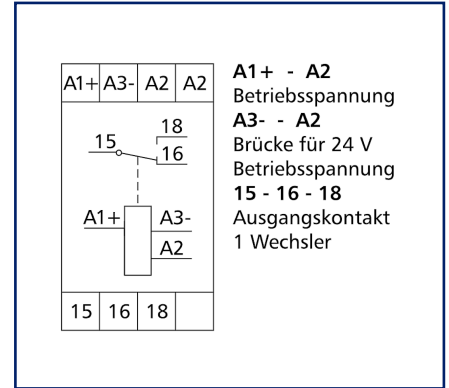 A1+ A3- A2 A2
18
15
16
A1+ A3-
A2
15 16 18
A1+ - A2
Betriebsspannung
A3- - A2
Brücke für 24 V
Betriebsspannung
15 - 16 - 18
Ausgangskontakt
1 Wechsler